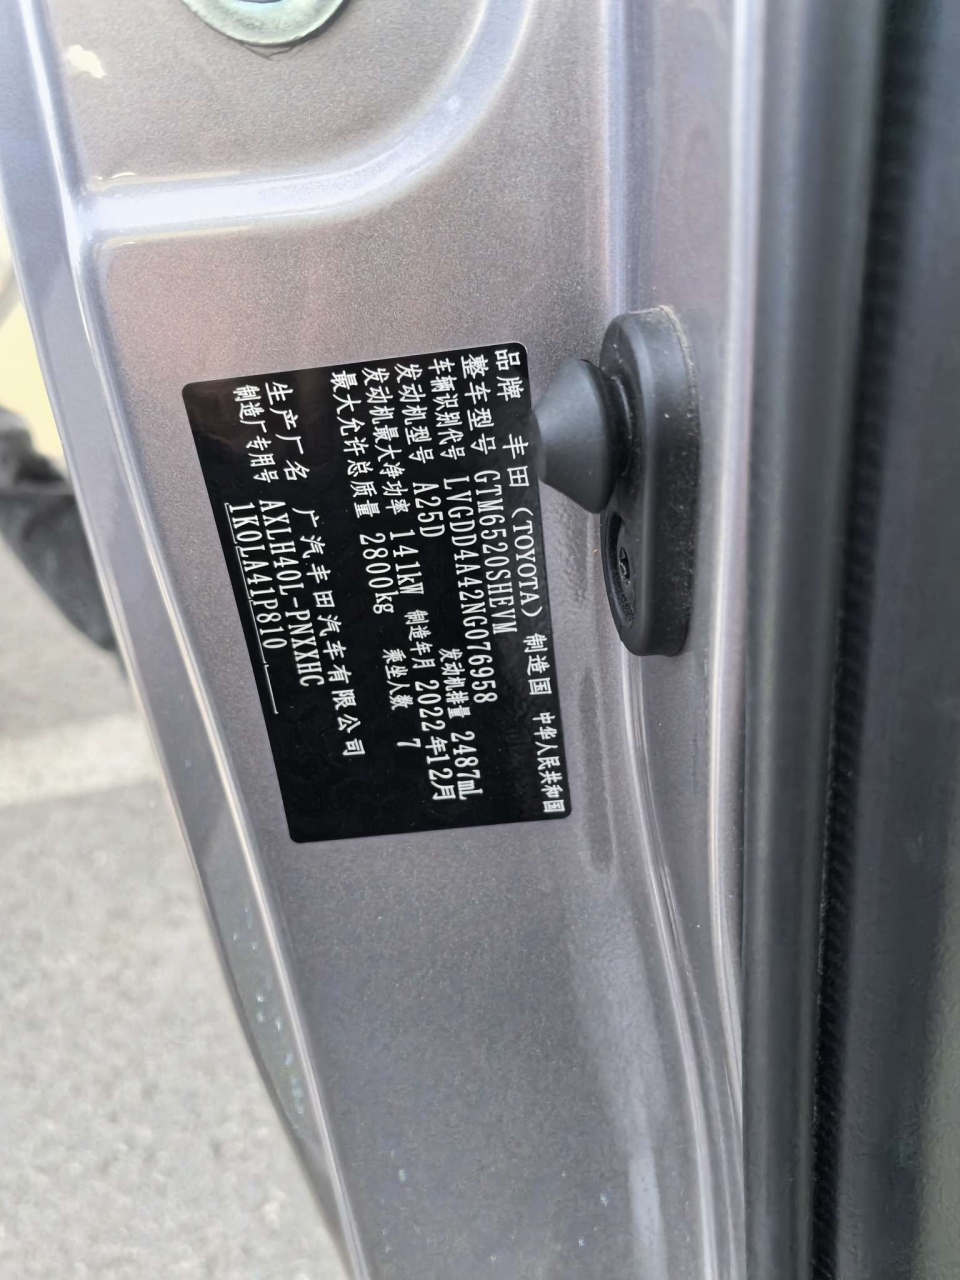 品牌 丰田（TOYOTA） 制造国 中华人民共和国
整车型号 GTM6520SHEVM
车辆识别代号 LVGDD4A42NG076958
发动机型号 A25D 发动机排量 2487mL
发动机最大净功率 141kW 制造年月 2022年12月
最大允许总质量 2800kg 乘坐人数 7
生产厂名 广汽丰田汽车有限公司
制造厂专用号 AXLH40L-PNXXHC
1K0LA41P810